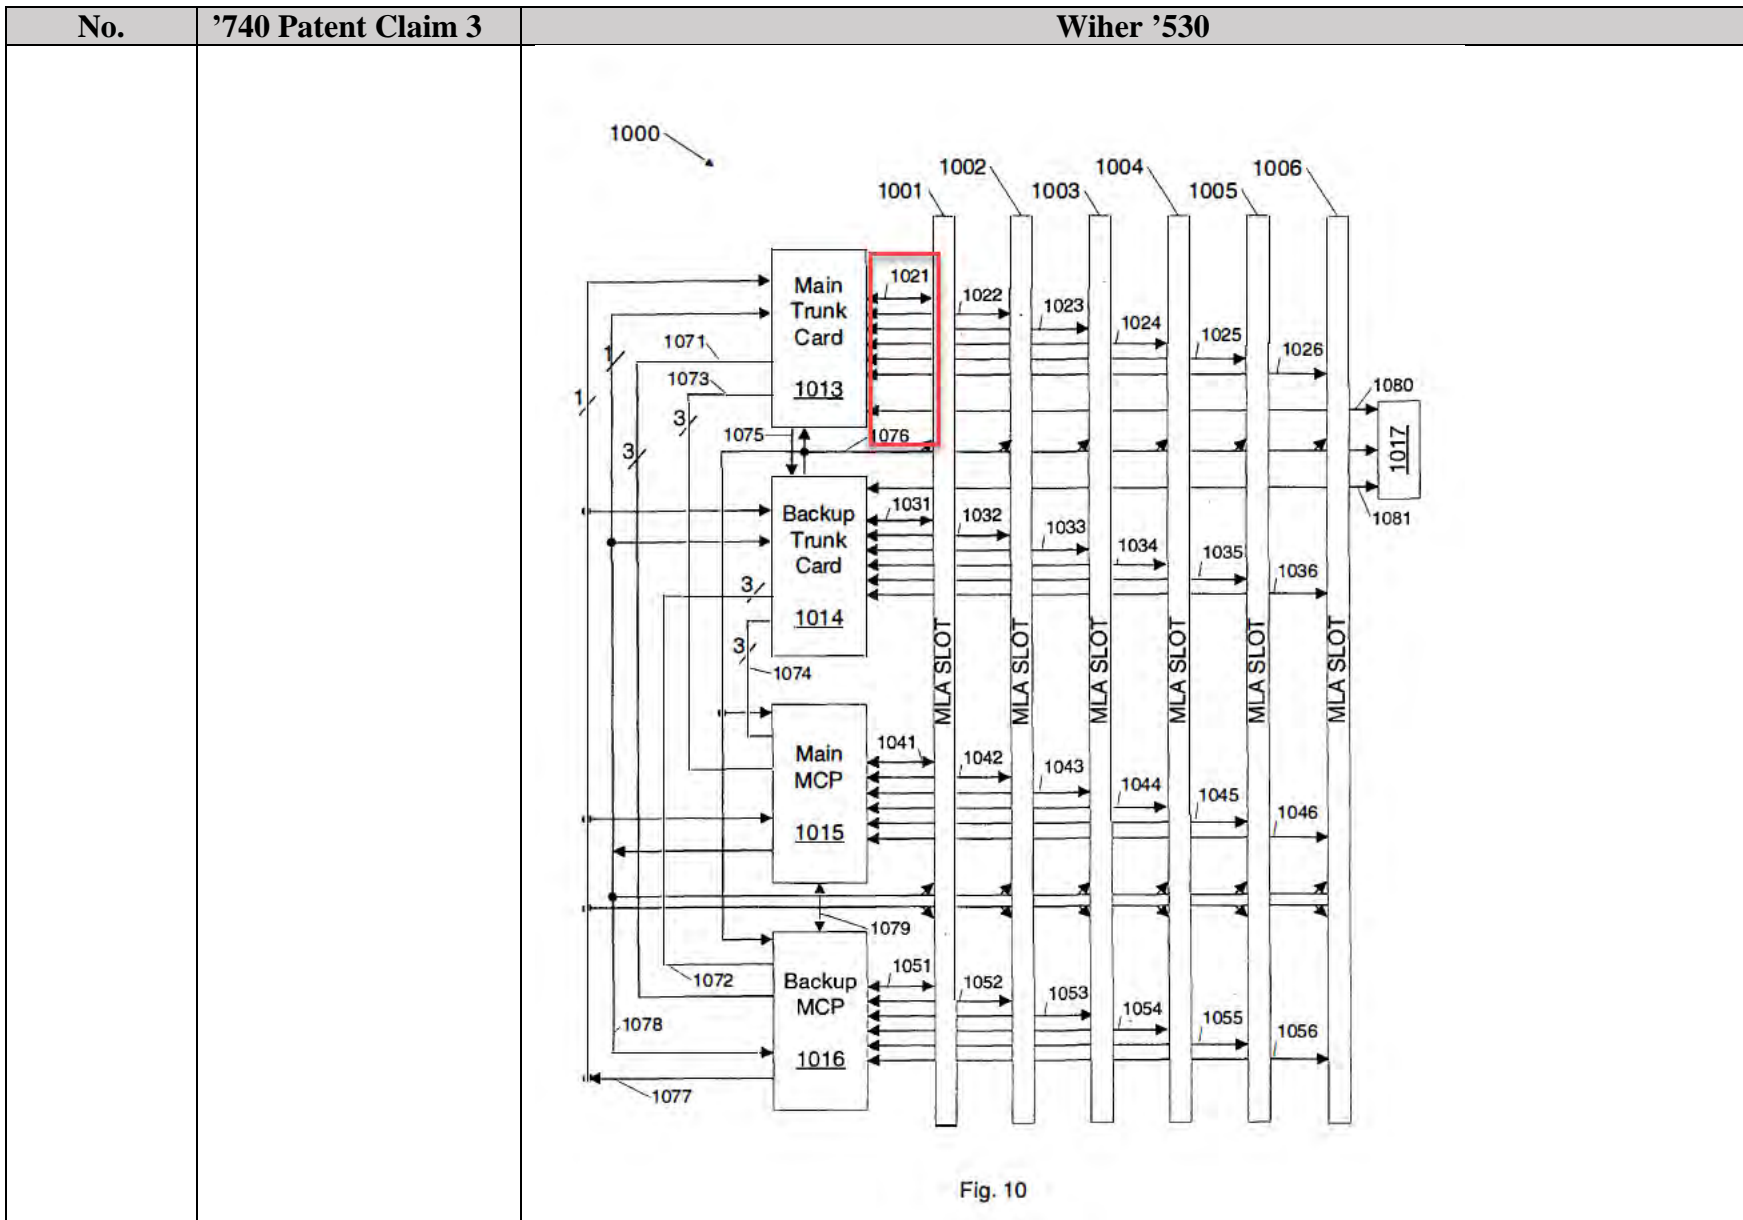 No. ’740 Patent Claim 3 Wiher ’530
1000
1001 1002 1003 1004 1005 1006
Main
Trunk
Card
1013
1021
1022
1023
1024
1025
1026
1080
1017
1
1
1071
1073
3
3
1075
1076
1081
Backup
Trunk
Card
1014
1031
1032
1033
1034
1035
1036
3
3
1074
MLA SLOT
MLA SLOT
MLA SLOT
MLA SLOT
MLA SLOT
MLA SLOT
Main
MCP
1015
1041
1042
1043
1044
1045
1046
1079
Backup
MCP
1016
1051
1052
1053
1054
1055
1056
1072
1078
1077
Fig. 10